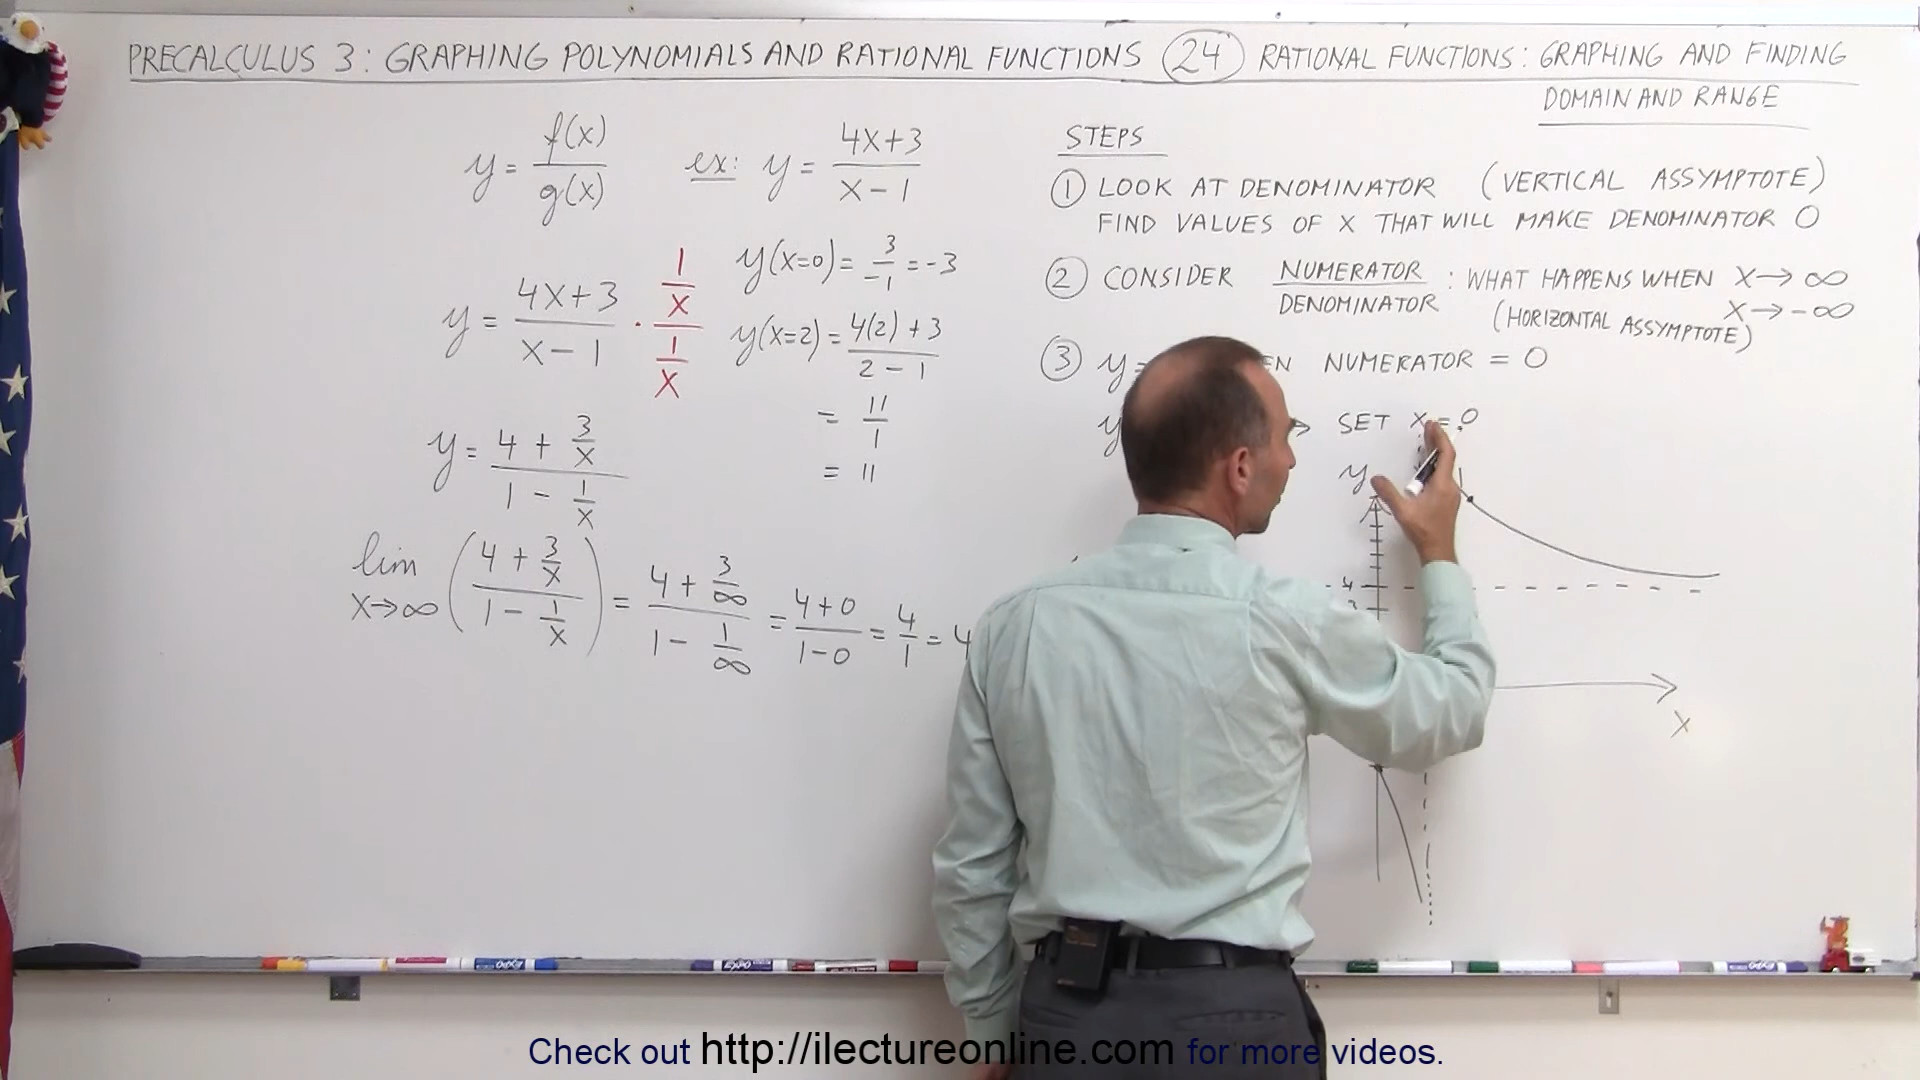 PRECALCULUS 3: GRAPHING POLYNOMIALS AND RATIONAL FUNCTIONS (24) RATIONAL FUNCTIONS: GRAPHING AND FINDING
DOMAIN AND RANGE
y = f(x)/g(x)
ex: y = (4X+3)/(X-1)
y = (4X+3)/(X-1) · (1/X)/(1/X)
y(X=0) = 3/-1 = -3
y(X=2) = (4(2)+3)/(2-1)
= 11/1
= 11
y = (4 + 3/X)/(1 - 1/X)
lim X→∞ ((4 + 3/X)/(1 - 1/X)) = (4 + 3/∞)/(1 - 1/∞) = (4+0)/(1-0) = 4/1 = 4
STEPS
① LOOK AT DENOMINATOR (VERTICAL ASSYMPTOTE)
FIND VALUES OF X THAT WILL MAKE DENOMINATOR 0
② CONSIDER NUMERATOR/DENOMINATOR : WHAT HAPPENS WHEN X→∞
X→-∞
(HORIZONTAL ASSYMPTOTE)
③ y= NUMERATOR = 0
y → SET X=0
y
4
3
X
EXPO
Check out http://ilectureonline.com for more videos.